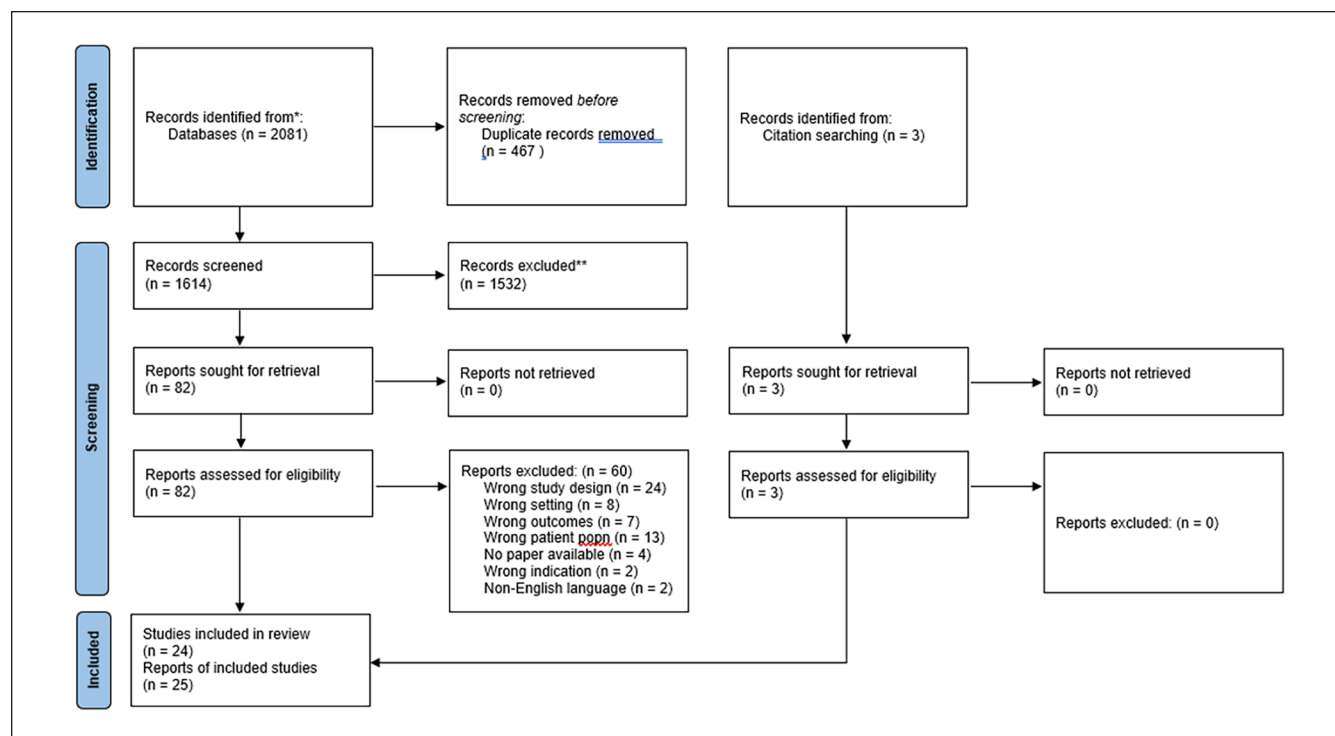 Identification
Records identified from*:
Databases (n = 2081)
Records removed before
screening:
Duplicate records removed
(n = 467 )
Records identified from:
Citation searching (n = 3)
Screening
Records screened
(n = 1614)
Records excluded**
(n = 1532)
Reports sought for retrieval
(n = 82)
Reports not retrieved
(n = 0)
Reports sought for retrieval
(n = 3)
Reports not retrieved
(n = 0)
Reports assessed for eligibility
(n = 82)
Reports excluded: (n = 60)
Wrong study design (n = 24)
Wrong setting (n = 8)
Wrong outcomes (n = 7)
Wrong patient popn (n = 13)
No paper available (n = 4)
Wrong indication (n = 2)
Non-English language (n = 2)
Reports assessed for eligibility
(n = 3)
Reports excluded: (n = 0)
Included
Studies included in review
(n = 24)
Reports of included studies
(n = 25)